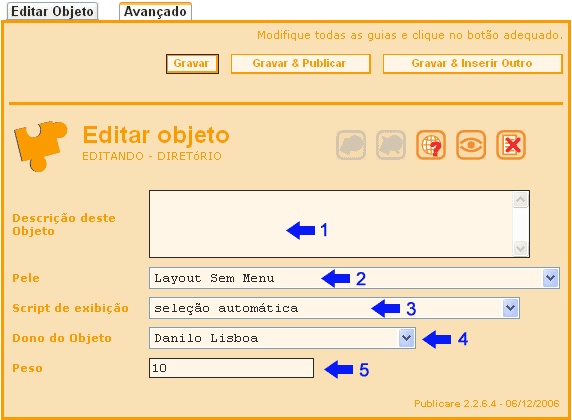 Editar Objeto
Avançado
Modifique todas as guias e clique no botão adequado.
Gravar
Gravar & Publicar
Gravar & Inserir Outro
Editar objeto
EDITANDO - DIRETóRIO
Descrição deste
Objeto
1
Pele
Layout Sem Menu
2
Script de exibição
seleção automática
3
Dono do Objeto
Danilo Lisboa
4
Peso
10
5
Publicare 2.2.6.4 - 06/12/2006